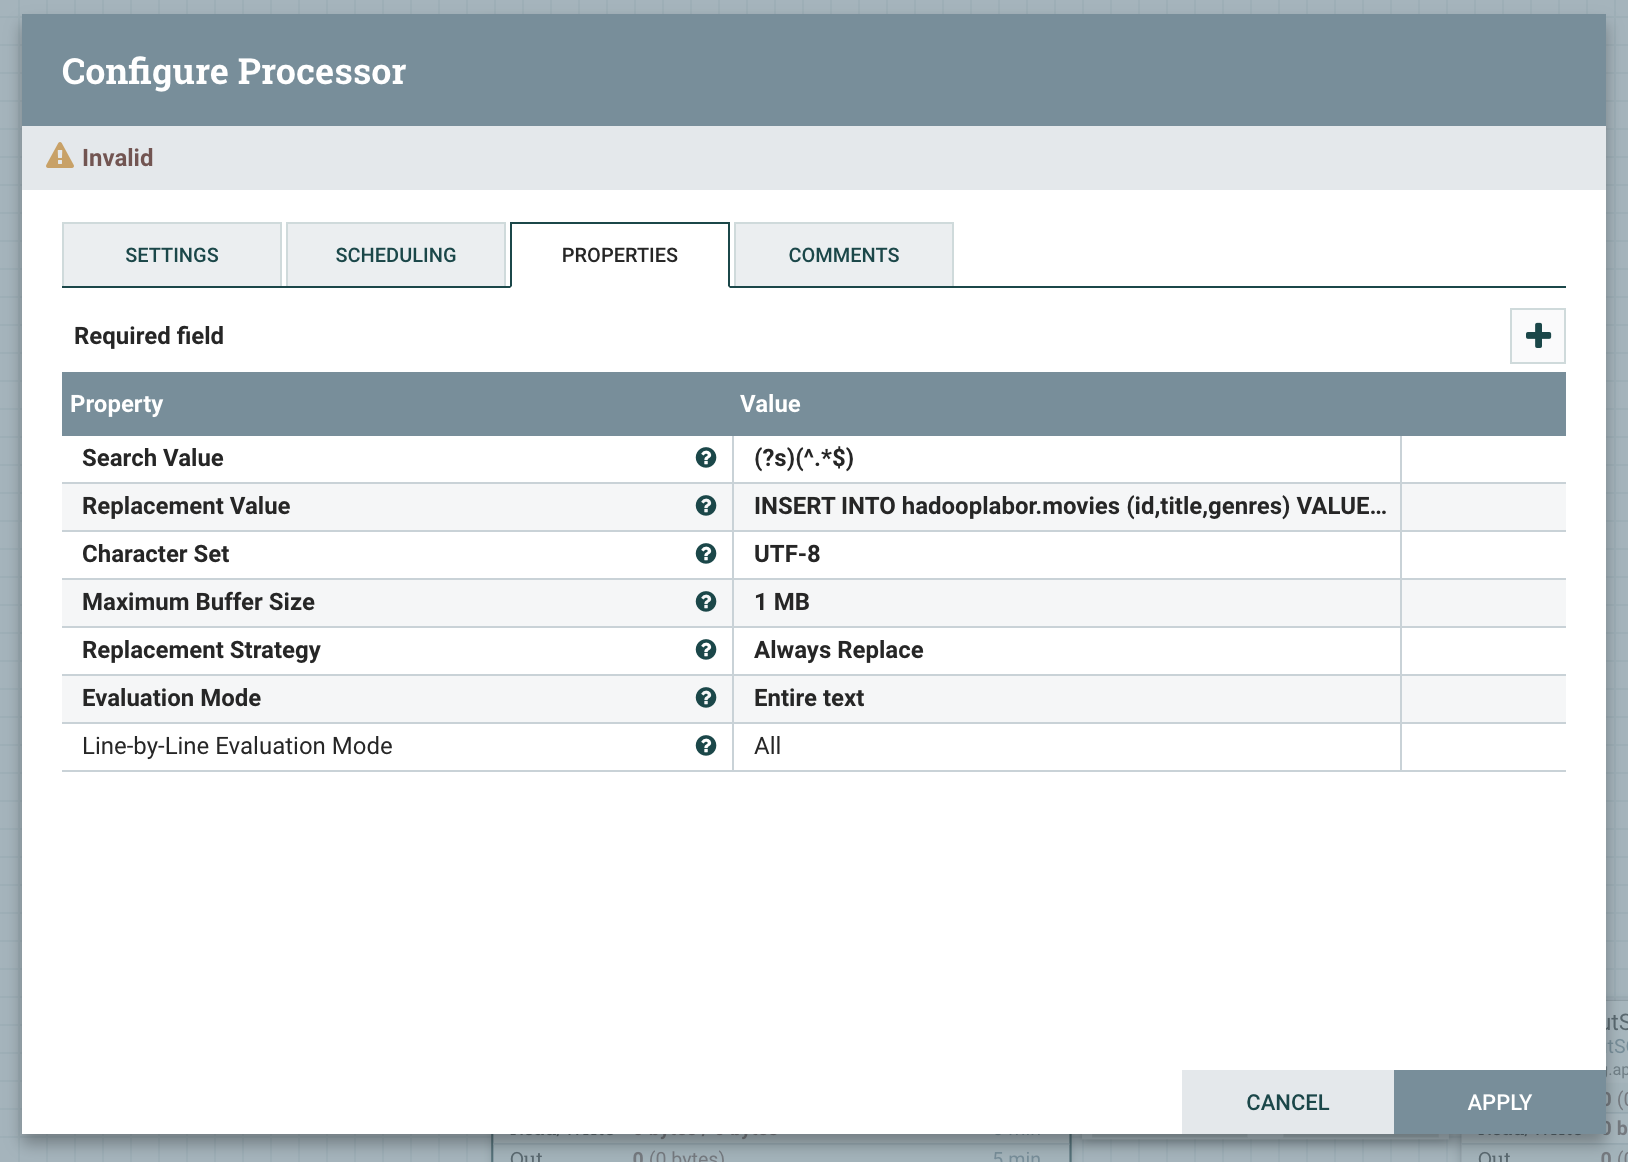 Configure Processor
Invalid
SETTINGS SCHEDULING PROPERTIES COMMENTS
Required field
Property Value
Search Value (?s)(^.*$)
Replacement Value INSERT INTO hadooplabor.movies (id,title,genres) VALUE...
Character Set UTF-8
Maximum Buffer Size 1 MB
Replacement Strategy Always Replace
Evaluation Mode Entire text
Line-by-Line Evaluation Mode All
CANCEL APPLY
Out 0 (0 bytes) 5 min Out